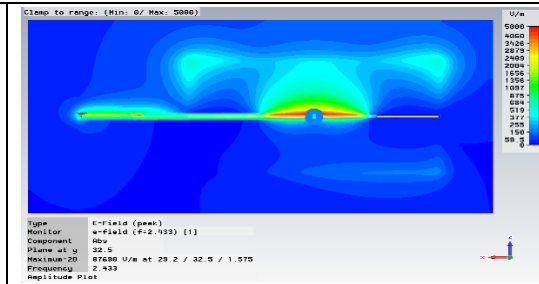 Clamp to range: (Min: 0/ Max: 5000)
V/m
5000
4060
3426
2879
2409
2004
1656
1356
1097
875
684
519
377
255
150
58.5
0
Type E-Field (peak)
Monitor e-field (f=2.433) [1]
Component Abs
Plane at y 32.5
Maximum-2D 87690 V/m at 29.2 / 32.5 / 1.575
Frequency 2.433
Amplitude Plot
z
x